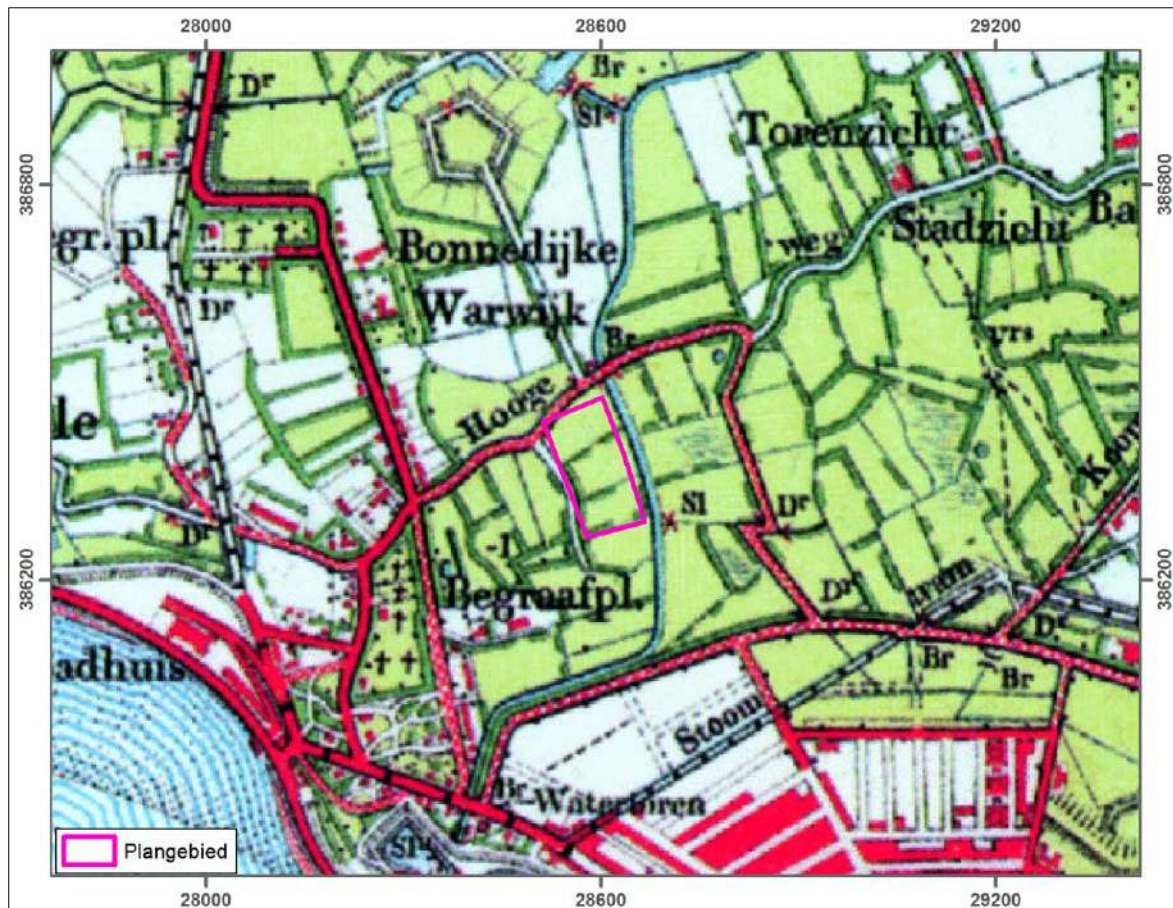 28000 28600 29200
Dr
Br
Sl
Torenzicht
386800 386800
gr. pl.
Bonnedijke
Stadzicht Ba
weg
Dr
Warwijk
Br
Hooge
le
Sl Dr
Dr
-I
386200 386200
Begraafpl.
Dr
Dr
adhuis
Br
Br
Stoom
Br
Watertoren
Sl
Plangebied
28000 28600 29200